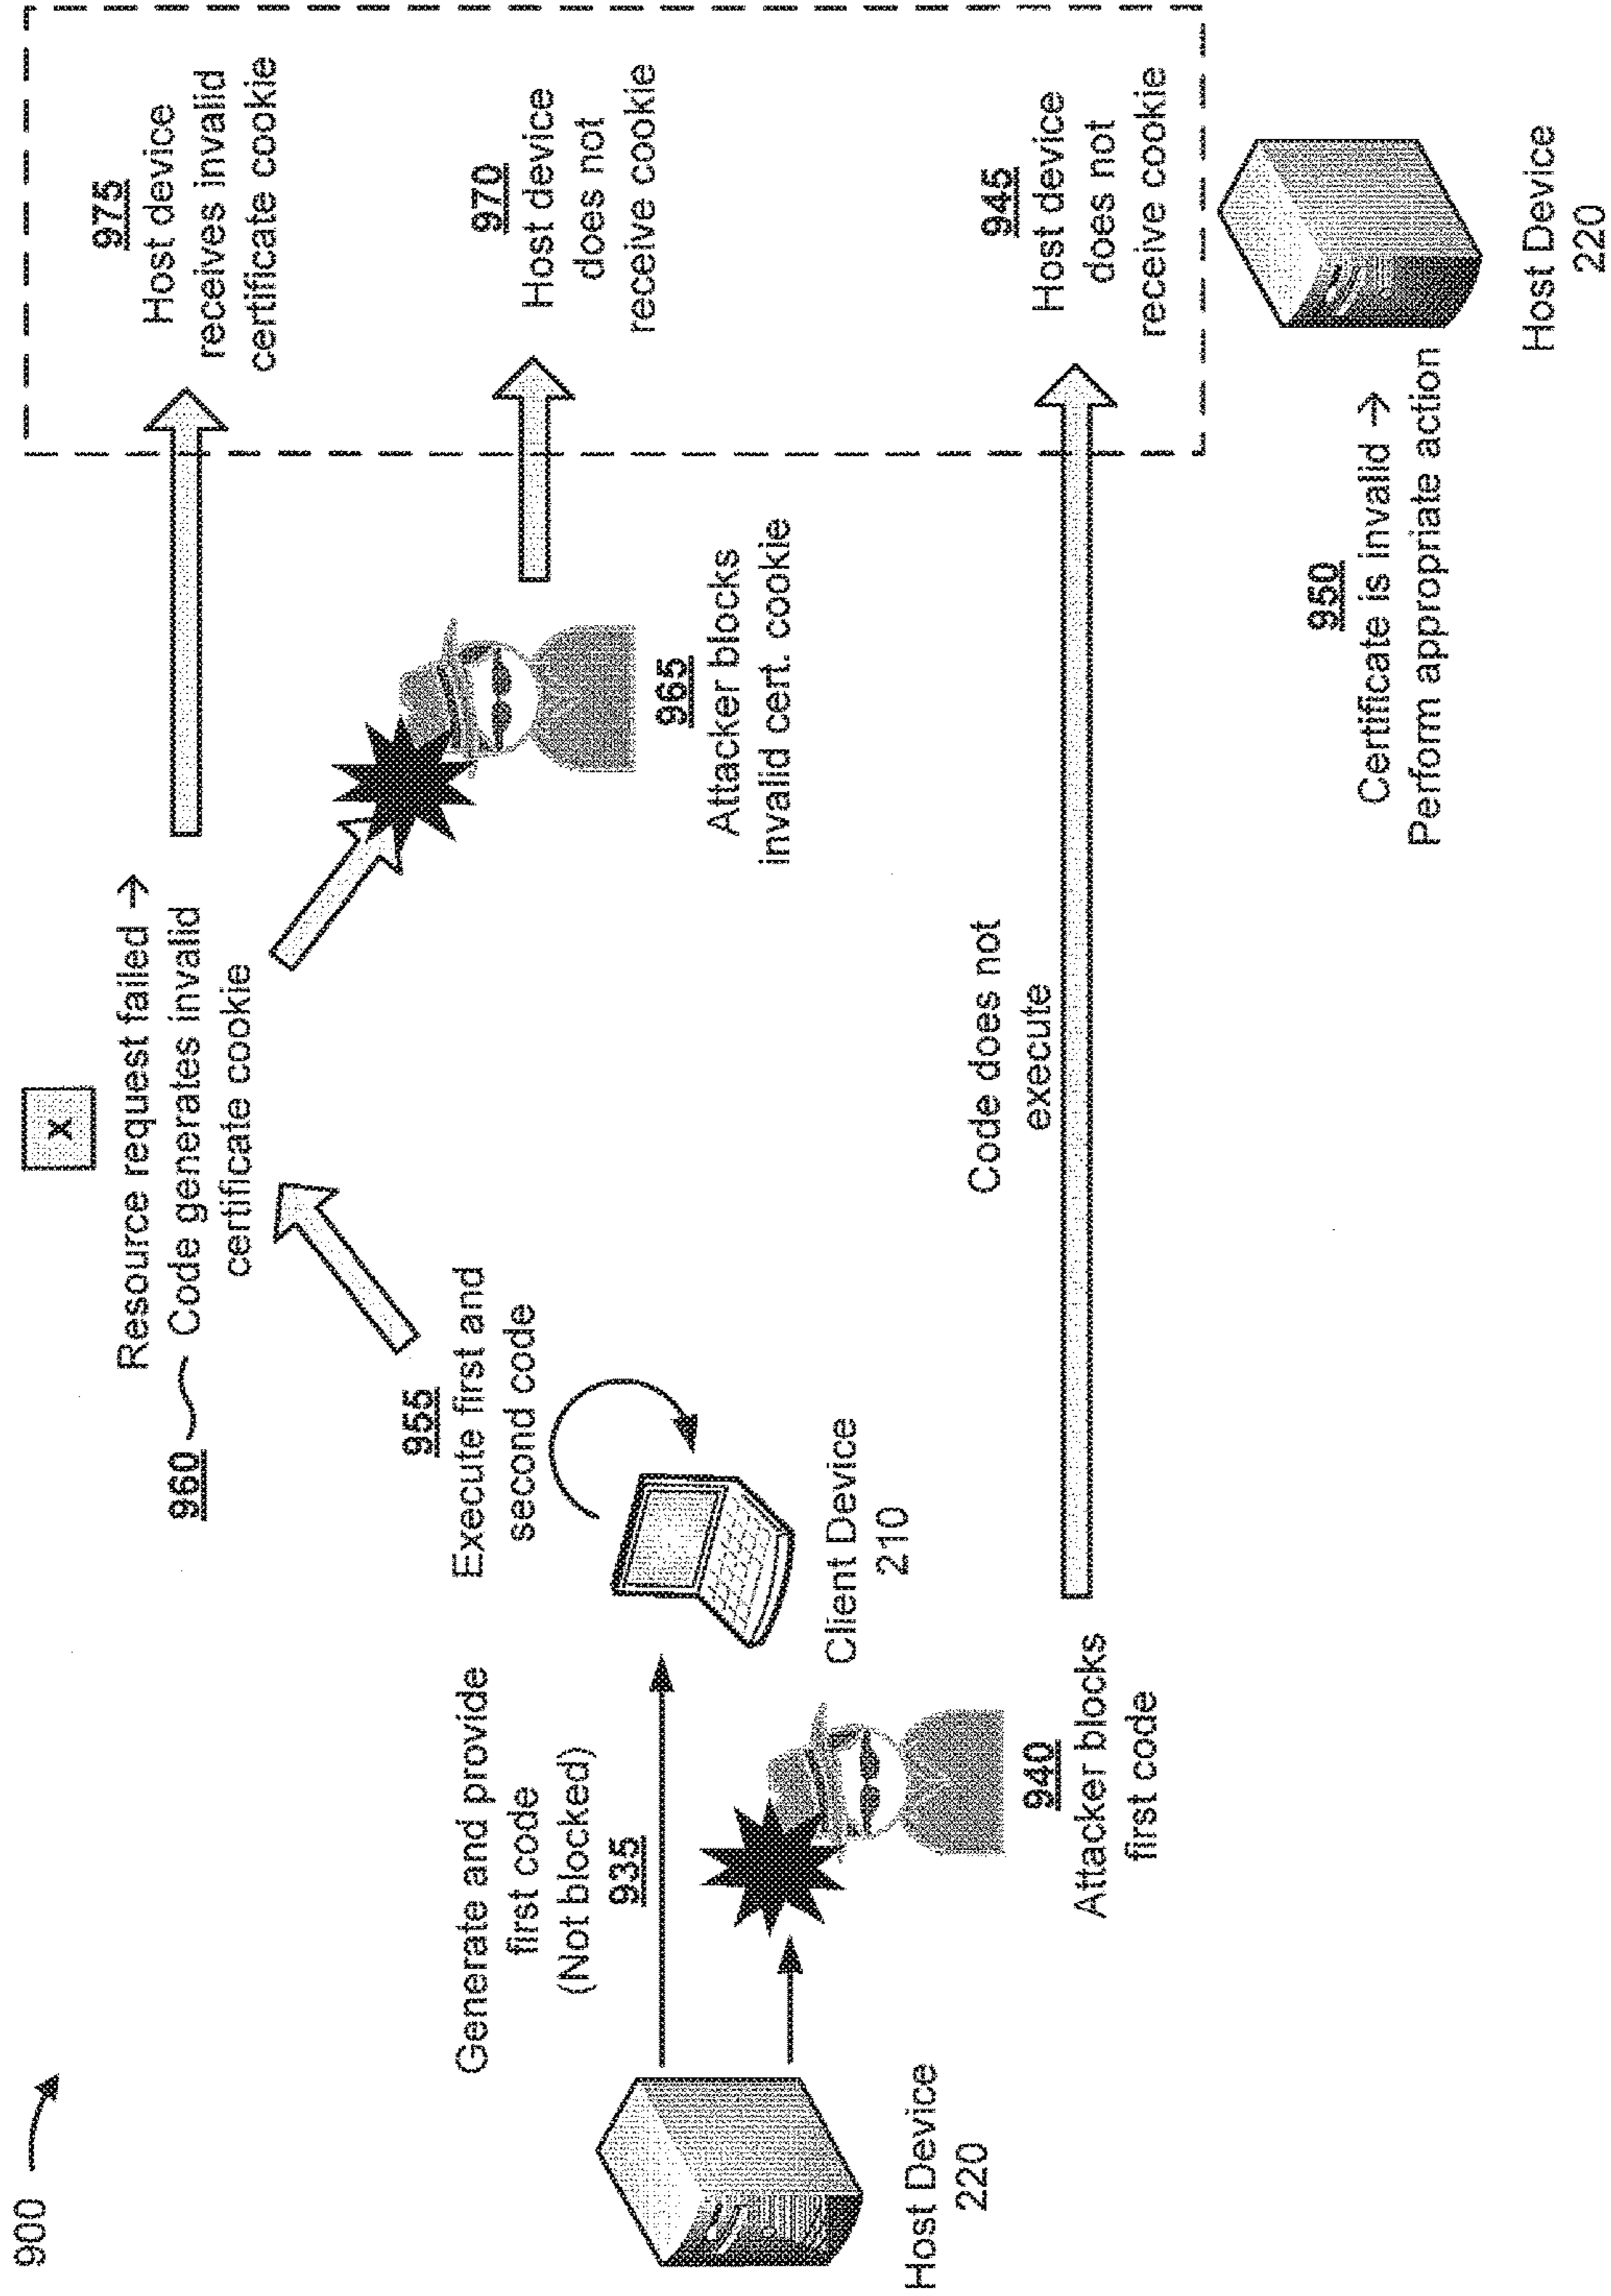 900
Host Device
220
Generate and provide
first code
(Not blocked)
935
940
Attacker blocks
first code
Client Device
210
955
Execute first and
second code
960
X
Resource request failed →
Code generates invalid
certificate cookie
965
Attacker blocks
invalid cert. cookie
Code does not
execute
975
Host device
receives invalid
certificate cookie
970
Host device
does not
receive cookie
945
Host device
does not
receive cookie
950
Certificate is invalid →
Perform appropriate action
Host Device
220